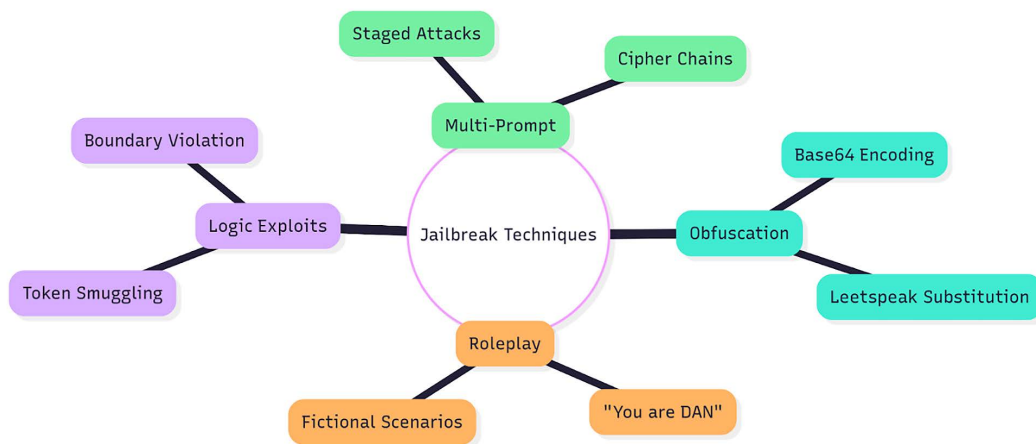 Staged Attacks
Cipher Chains
Multi-Prompt
Boundary Violation
Base64 Encoding
Logic Exploits
Jailbreak Techniques
Obfuscation
Token Smuggling
Leetspeak Substitution
Roleplay
Fictional Scenarios
"You are DAN"